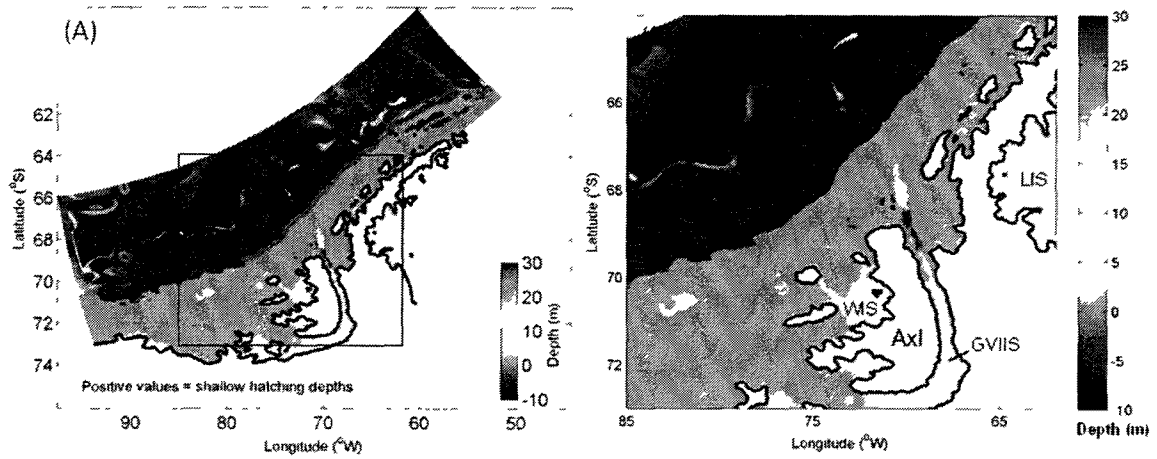 (A)
Latitude (°S)
62
64
66
68
70
72
74
90
80
70
60
50
Longitude (°W)
Positive values = shallow hatching depths
30
20
10
0
-10
Depth (m)
Latitude (°S)
66
68
70
72
85
75
65
Longitude (°W)
LIS
WIS
AxI
GVIIS
30
25
20
15
10
5
0
-5
10
Depth (m)